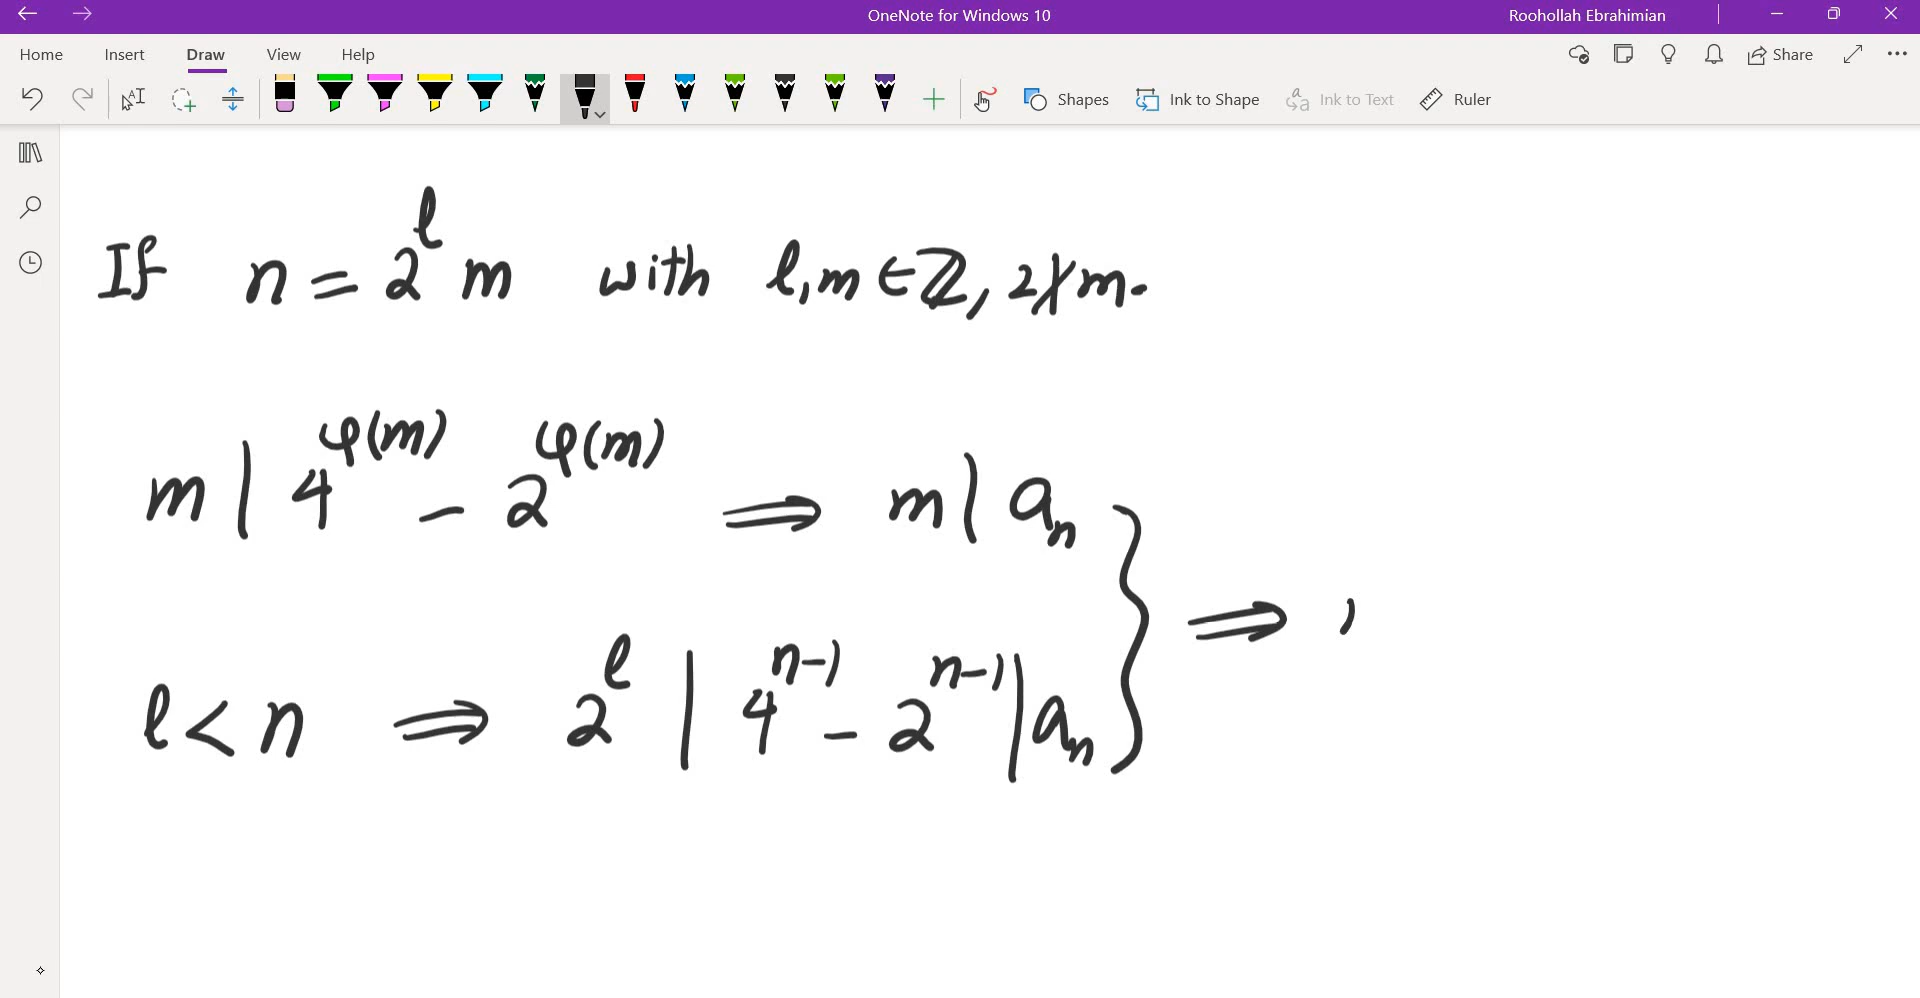 OneNote for Windows 10
Roohollah Ebrahimian
Home Insert Draw View Help
Share
Shapes Ink to Shape Ink to Text Ruler
If n = 2^l m with l, m ∈ ℤ, 2∤m.
m | 4^φ(m) − 2^φ(m) ⟹ m | a_n
} ⟹
l < n ⟹ 2^l | 4^(n−1) − 2^(n−1) | a_n